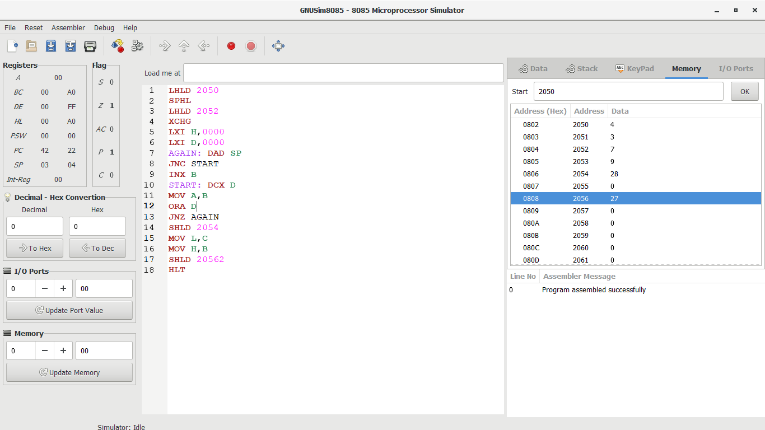 GNUSim8085 - 8085 Microprocessor Simulator
File Reset Assembler Debug Help
Registers
A 00
BC 00 A0
DE 00 FF
HL 00 A0
PSW 00 00
PC 42 22
SP 03 04
Int-Reg 00
Flag
S 0
Z 1
AC 0
P 1
C 0
Decimal - Hex Convertion
Decimal Hex
0 0
To Hex To Dec
I/O Ports
0 − + 00
Update Port Value
Memory
0 − + 00
Update Memory
Load me at
1 LHLD 2050
2 SPHL
3 LHLD 2052
4 XCHG
5 LXI H,0000
6 LXI D,0000
7 AGAIN: DAD SP
8 JNC START
9 INX B
10 START: DCX D
11 MOV A,B
12 ORA D
13 JNZ AGAIN
14 SHLD 2054
15 MOV L,C
16 MOV H,B
17 SHLD 20562
18 HLT
Data Stack KeyPad Memory I/O Ports
Start 2050 OK
Address (Hex) Address Data
0802 2050 4
0803 2051 3
0804 2052 7
0805 2053 9
0806 2054 28
0807 2055 0
0808 2056 27
0809 2057 0
080A 2058 0
080B 2059 0
080C 2060 0
080D 2061 0
Line No Assembler Message
0 Program assembled successfully
Simulator: Idle